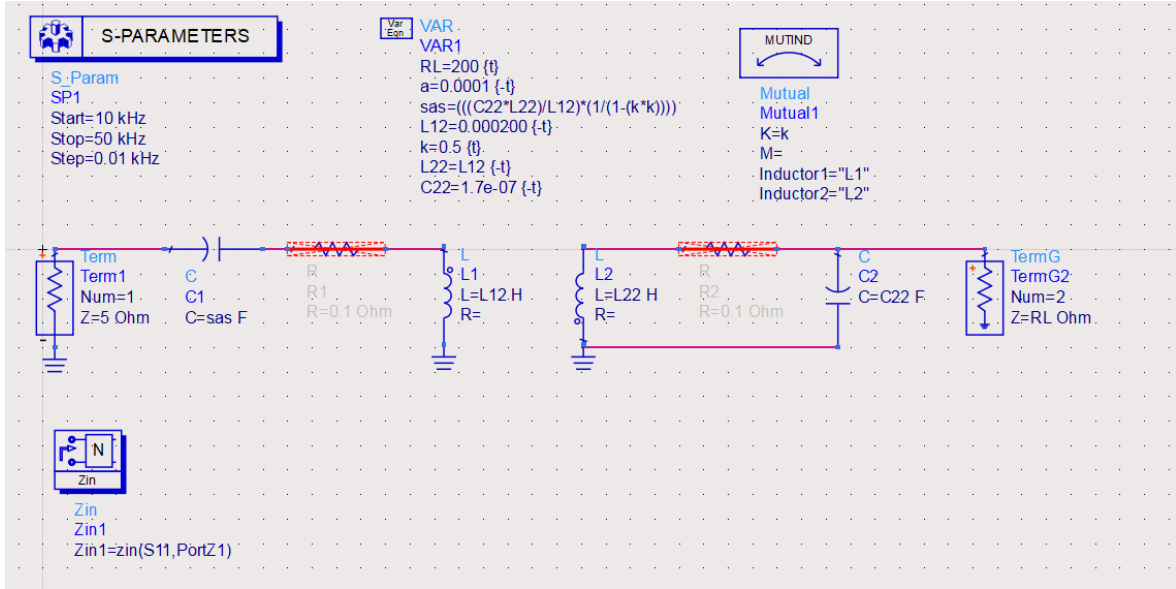 S-PARAMETERS
S_Param
SP1
Start=10 kHz
Stop=50 kHz
Step=0.01 kHz
Var
Eqn
VAR
VAR1
RL=200 {t}
a=0.0001 {-t}
sas=(((C22*L22)/L12)*(1/(1-(k*k))))
L12=0.000200 {-t}
k=0.5 {t}
L22=L12 {-t}
C22=1.7e-07 {-t}
MUTIND
Mutual
Mutual1
K=k
M=
Inductor1="L1"
Inductor2="L2"
Term
Term1
Num=1
Z=5 Ohm
C
C1
C=sas F
R
R1
R=0.1 Ohm
L
L1
L=L12 H
R=
L
L2
L=L22 H
R=
R
R2
R=0.1 Ohm
C
C2
C=C22 F
TermG
TermG2
Num=2
Z=RL Ohm
N
Zin
Zin
Zin1
Zin1=zin(S11,PortZ1)